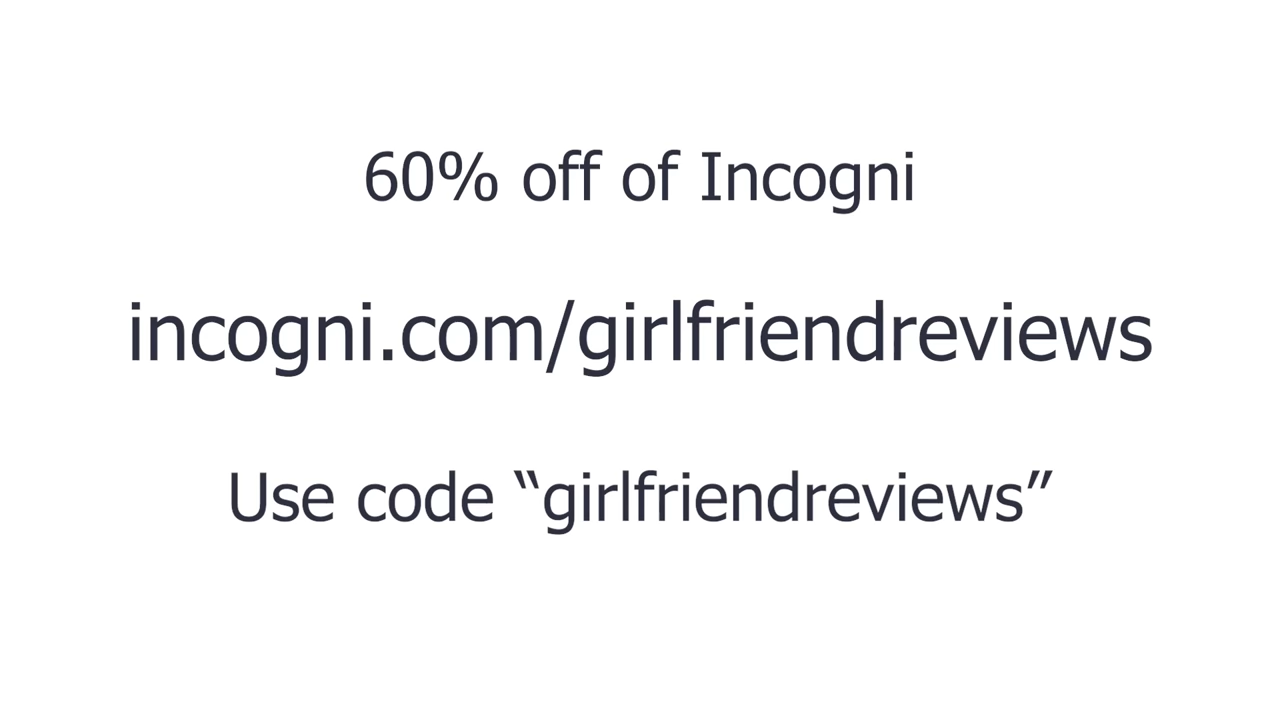 60% off of Incogni
incogni.com/girlfriendreviews
Use code “girlfriendreviews”